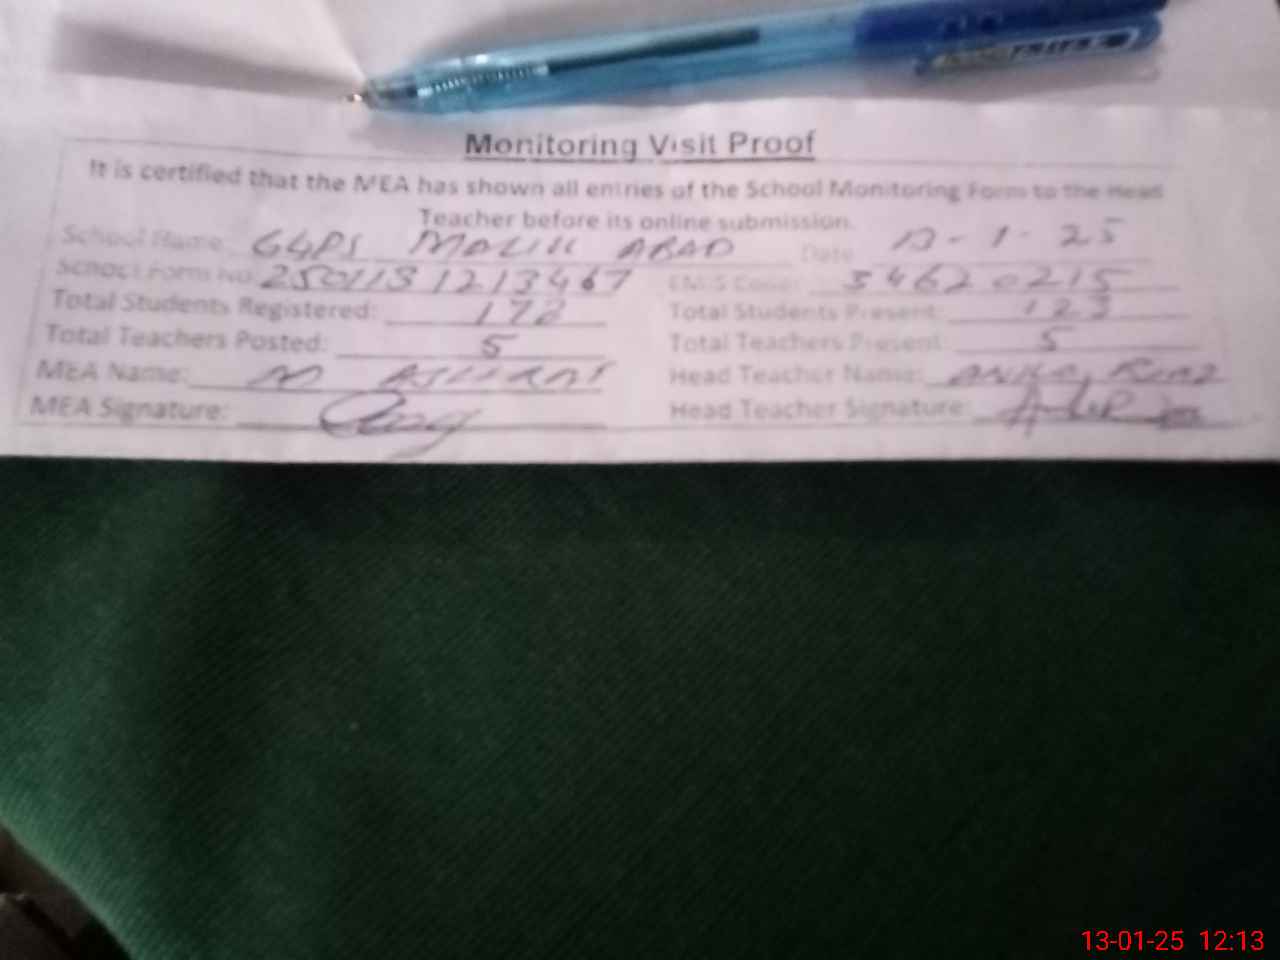 Monitoring Visit Proof
It is certified that the MEA has shown all entries of the School Monitoring Form to the Head
Teacher before its online submission.
School Name GGPS MALIK ABAD Date 13-1-25
School Form No: EMIS Code: 34620215
Total Students Registered: 172 Total Students Present: 123
Total Teachers Posted: 5 Total Teachers Present: 5
MEA Name: M Head Teacher Name:
MEA Signature: Head Teacher Signature:
13-01-25 12:13